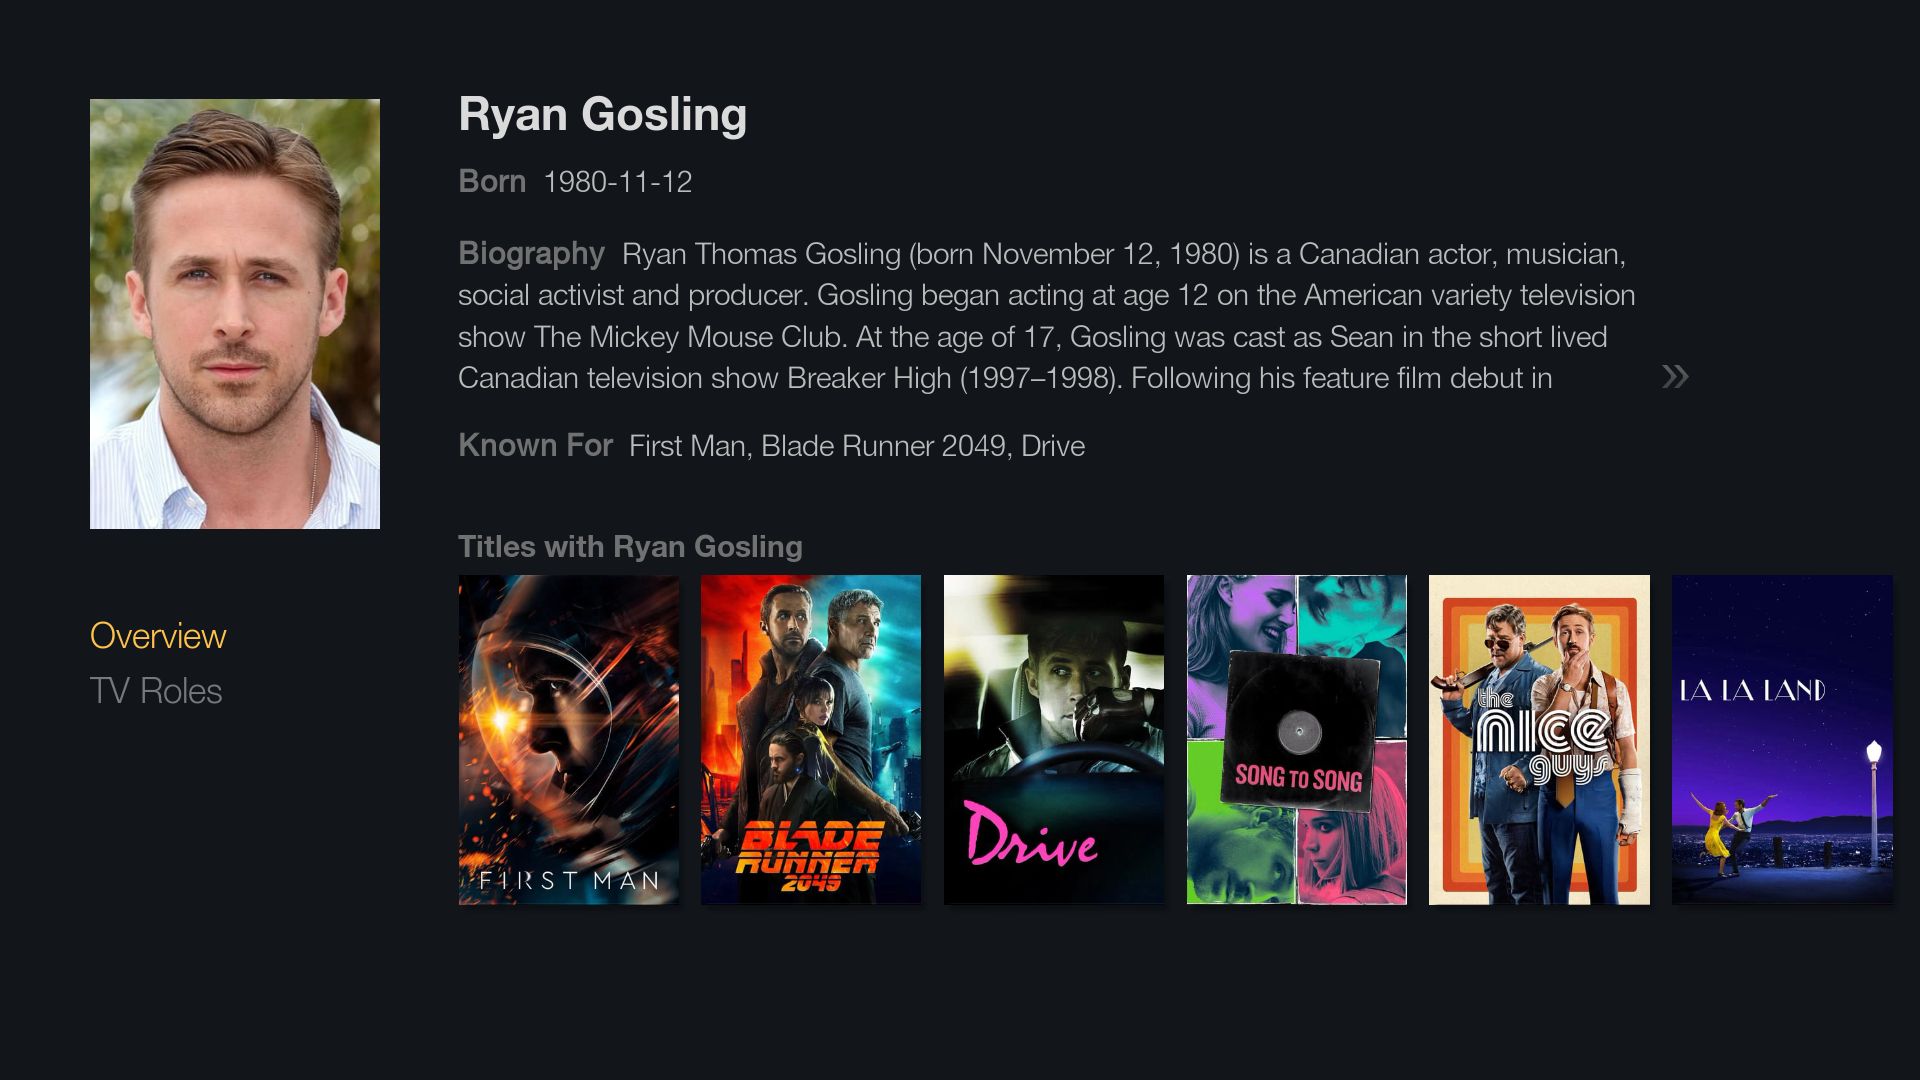 Ryan Gosling
Born 1980-11-12
Biography Ryan Thomas Gosling (born November 12, 1980) is a Canadian actor, musician,
social activist and producer. Gosling began acting at age 12 on the American variety television
show The Mickey Mouse Club. At the age of 17, Gosling was cast as Sean in the short lived
Canadian television show Breaker High (1997–1998). Following his feature film debut in
»
Known For First Man, Blade Runner 2049, Drive
Overview
TV Roles
Titles with Ryan Gosling
FIRST MAN
BLADE
RUNNER
2049
Drive
SONG TO SONG
the
nice
guys
LA LA LAND